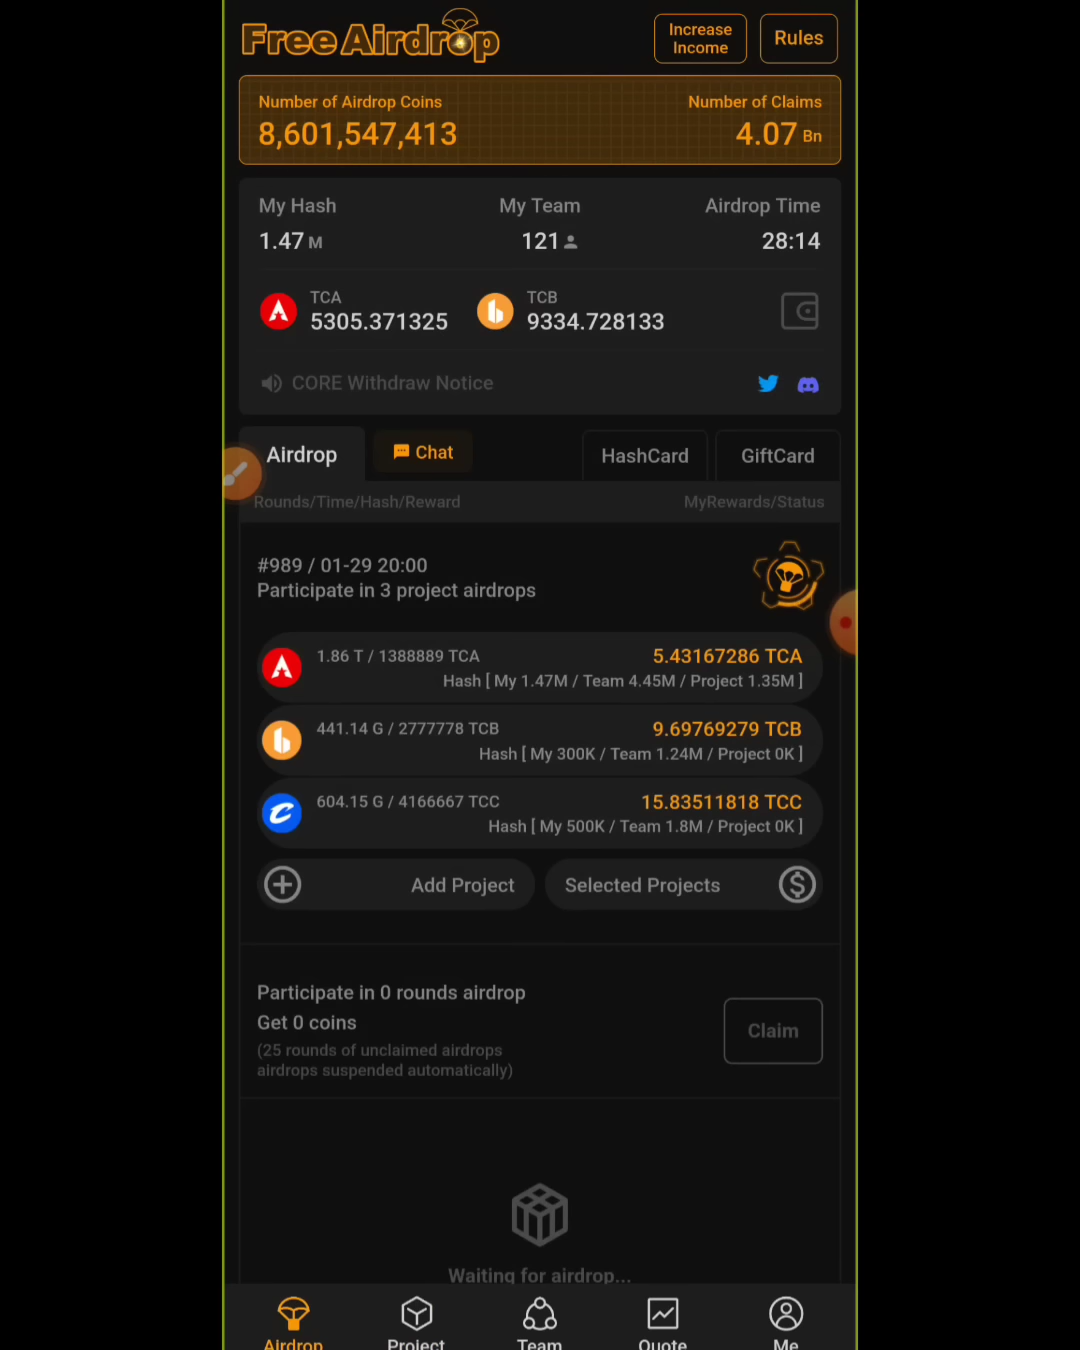 Free Airdrop
Increase
Income
Rules
Number of Airdrop Coins
Number of Claims
8,601,547,413
4.07 Bn
My Hash
My Team
Airdrop Time
1.47 M
121
28:14
TCA
5305.371325
TCB
9334.728133
CORE Withdraw Notice
Airdrop
Chat
HashCard
GiftCard
Rounds/Time/Hash/Reward
MyRewards/Status
#989 / 01-29 20:00
Participate in 3 project airdrops
1.86 T / 1388889 TCA
5.43167286 TCA
Hash [ My 1.47M / Team 4.45M / Project 1.35M ]
441.14 G / 2777778 TCB
9.69769279 TCB
Hash [ My 300K / Team 1.24M / Project 0K ]
604.15 G / 4166667 TCC
15.83511818 TCC
Hash [ My 500K / Team 1.8M / Project 0K ]
Add Project
Selected Projects
Participate in 0 rounds airdrop
Get 0 coins
(25 rounds of unclaimed airdrops
airdrops suspended automatically)
Claim
Waiting for airdrop...
Airdrop
Project
Team
Quote
Me